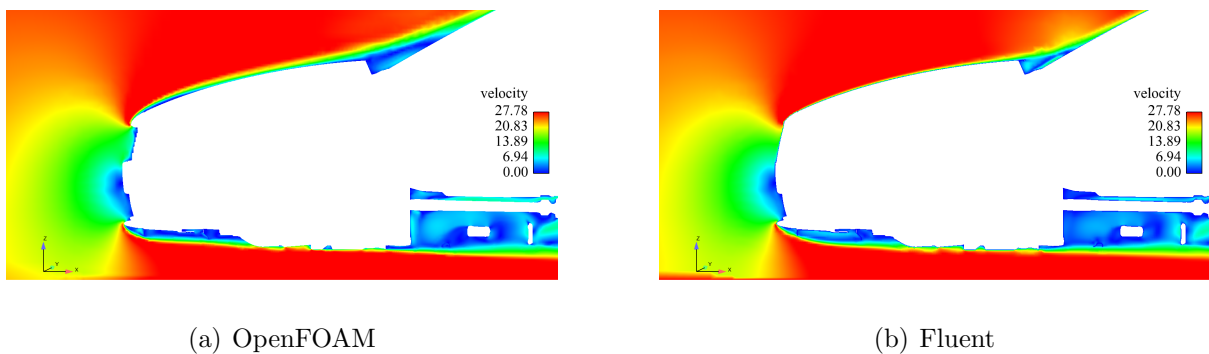 velocity
27.78
20.83
13.89
6.94
0.00
Z
Y
X
(a) OpenFOAM
velocity
27.78
20.83
13.89
6.94
0.00
Z
Y
X
(b) Fluent